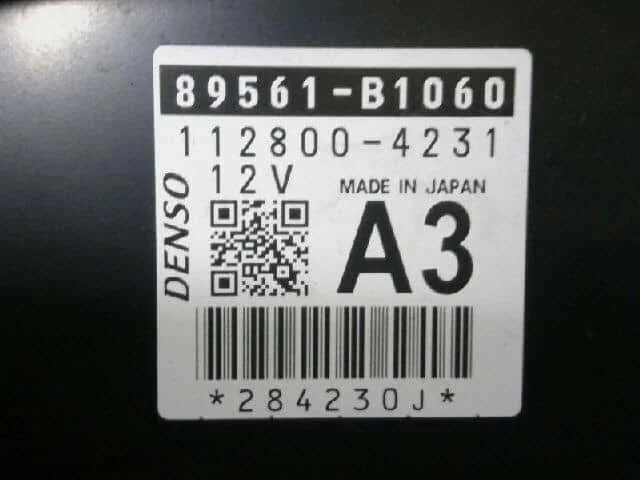 89561-B1060
112800-4231
12V MADE IN JAPAN
DENSO
A3
*284230J*